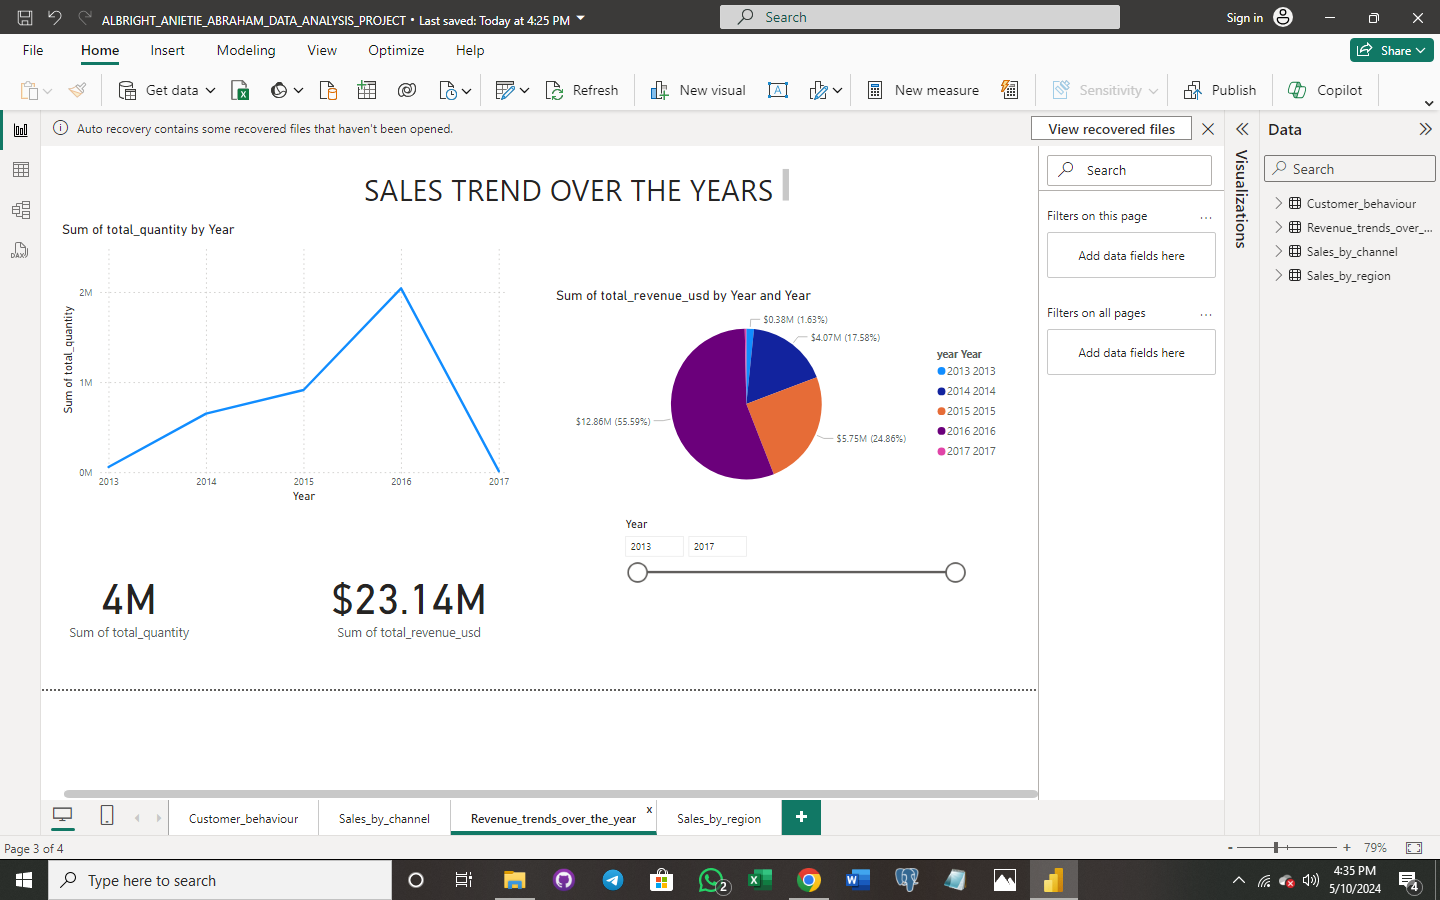 ALBRIGHT_ANIETIE_ABRAHAM_DATA_ANALYSIS_PROJECT • Last saved: Today at 4:25 PM
Search
Sign in
File
Home
Insert
Modeling
View
Optimize
Help
Share
Get data
Refresh
New visual
New measure
Sensitivity
Publish
Copilot
Auto recovery contains some recovered files that haven't been opened.
View recovered files
SALES TREND OVER THE YEARS
Sum of total_quantity by Year
Sum of total_quantity
2M
1M
0M
2013
2014
2015
2016
2017
Year
Sum of total_revenue_usd by Year and Year
$0.38M (1.63%)
$4.07M (17.58%)
$12.86M (55.59%)
$5.75M (24.86%)
year Year
2013 2013
2014 2014
2015 2015
2016 2016
2017 2017
Year
2013
2017
4M
Sum of total_quantity
$23.14M
Sum of total_revenue_usd
Search
Filters on this page
...
Add data fields here
Filters on all pages
...
Add data fields here
Visualizations
Data
Search
Customer_behaviour
Revenue_trends_over_...
Sales_by_channel
Sales_by_region
DAX
Customer_behaviour
Sales_by_channel
Revenue_trends_over_the_year
x
Sales_by_region
+
Page 3 of 4
- + 79%
Type here to search
2
4:35 PM
5/10/2024
4